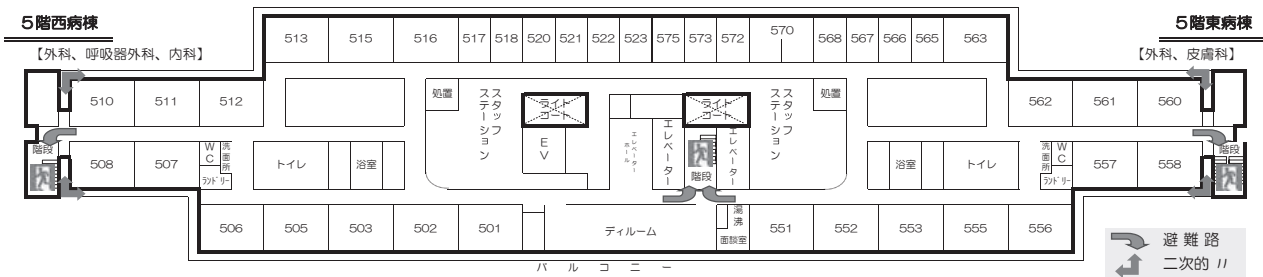 ５階西病棟
【外科、呼吸器外科、内科】
５階東病棟
【外科、皮膚科】
513 515 516 517 518 520 521 522 523 575 573 572 570 568 567 566 565 563
510 511 512
処置
スタッフステーション
ライトコート
ライトコート
スタッフステーション
処置
562 561 560
階段
508 507
WC
洗面所
ランドリー
トイレ
浴室
EV
エレベーターホール
エレベーター
階段
エレベーター
浴室
トイレ
洗面所
WC
ランドリー
557 558
階段
506 505 503 502 501
ディルーム
湯沸
面談室
551 552 553 555 556
バルコニー
避難路
二次的 〃